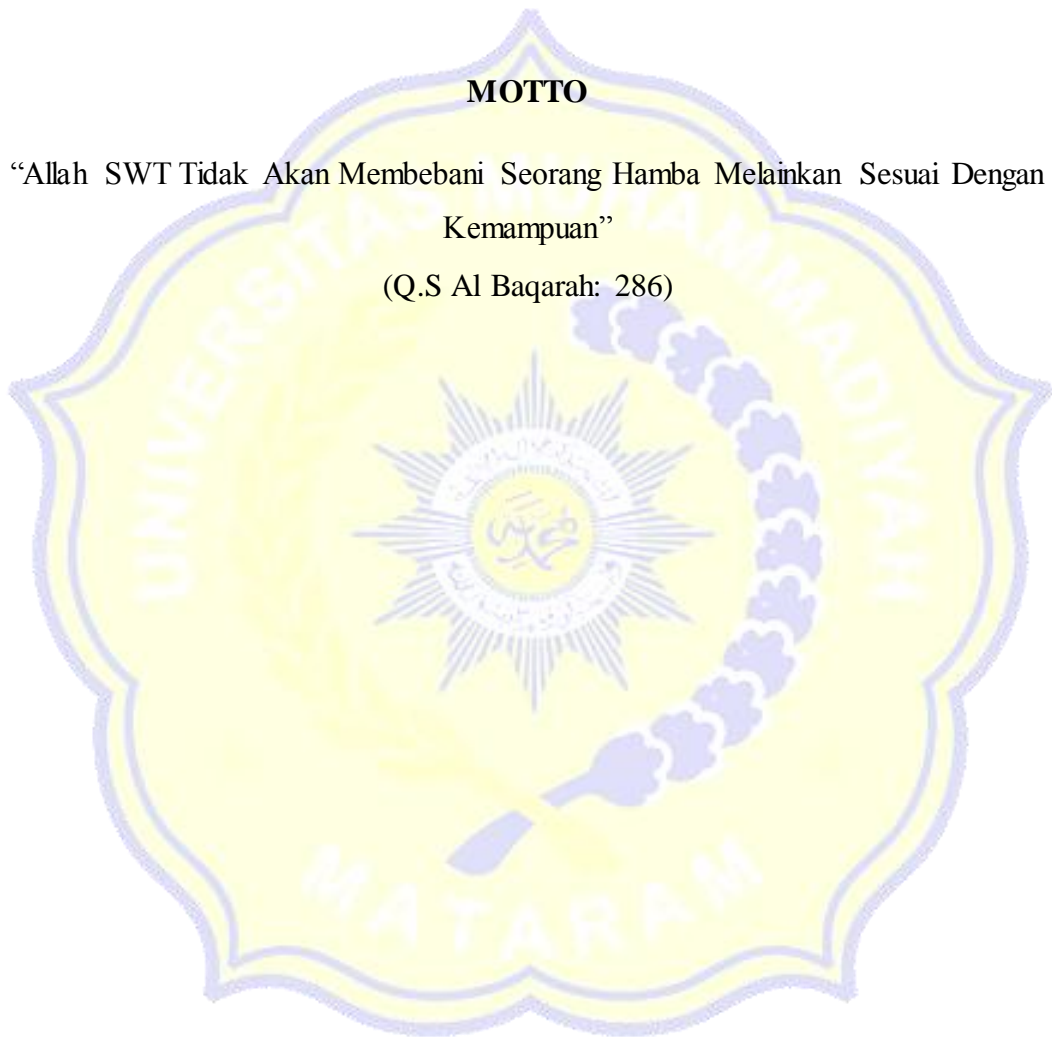 MOTTO
“Allah SWT Tidak Akan Membebani Seorang Hamba Melainkan Sesuai Dengan
Kemampuan”
(Q.S Al Baqarah: 286)
UNIVERSITAS MUHAMMADIYAH
MATARAM